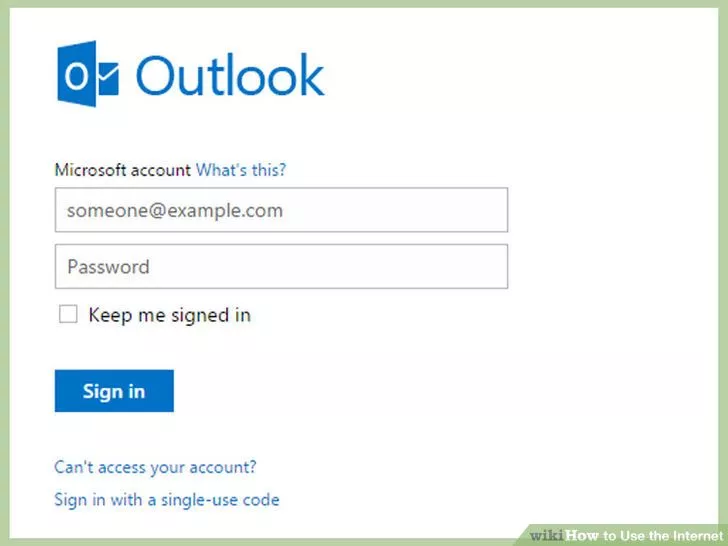 Outlook
Microsoft account What's this?
someone@example.com
Password
Keep me signed in
Sign in
Can't access your account?
Sign in with a single-use code
wikiHow to Use the Internet